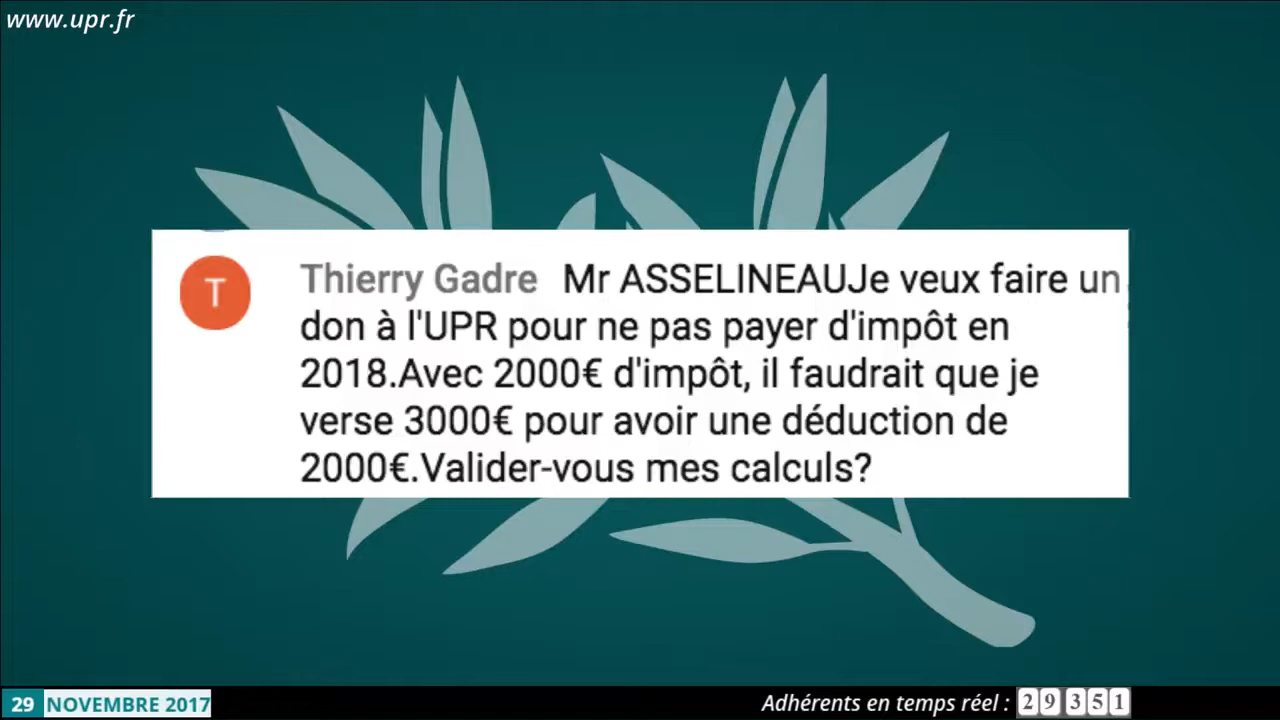 www.upr.fr
T
Thierry Gadre Mr ASSELINEAUJe veux faire un
don à l'UPR pour ne pas payer d'impôt en
2018.Avec 2000€ d'impôt, il faudrait que je
verse 3000€ pour avoir une déduction de
2000€.Valider-vous mes calculs?
29 NOVEMBRE 2017
Adhérents en temps réel : 29 351